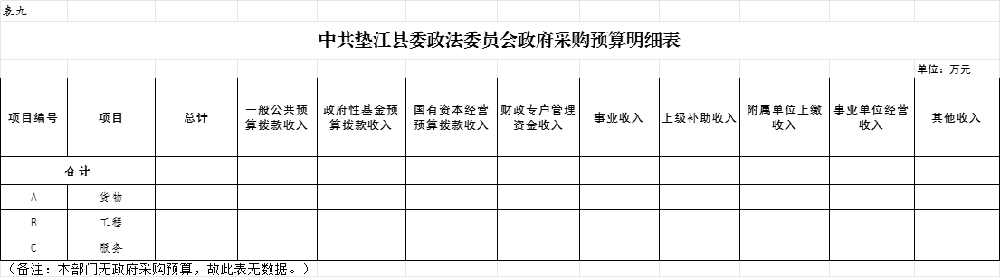 表九
中共垫江县委政法委员会政府采购预算明细表
单位：万元
项目编号 项目 总计 一般公共预算拨款收入 政府性基金预算拨款收入 国有资本经营预算拨款收入 财政专户管理资金收入 事业收入 上级补助收入 附属单位上缴收入 事业单位经营收入 其他收入
合计
A 货物
B 工程
C 服务
（备注：本部门无政府采购预算，故此表无数据。）